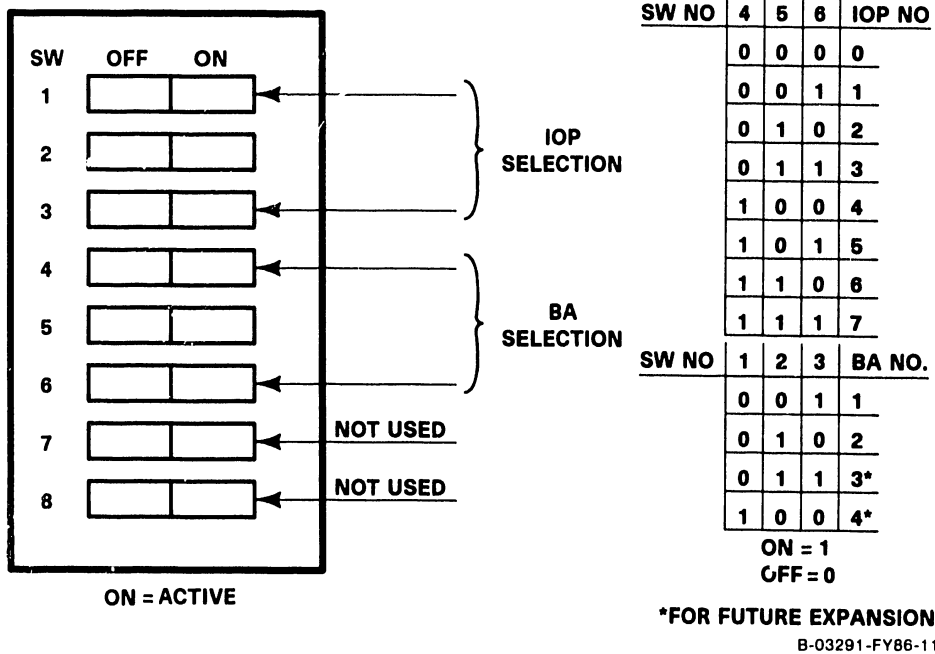 SW OFF ON
1
2
3
4
5
6
7
8
IOP
SELECTION
BA
SELECTION
NOT USED
NOT USED
ON = ACTIVE
SW NO 4 5 6 IOP NO
0 0 0 0
0 0 1 1
0 1 0 2
0 1 1 3
1 0 0 4
1 0 1 5
1 1 0 6
1 1 1 7
SW NO 1 2 3 BA NO.
0 0 1 1
0 1 0 2
0 1 1 3*
1 0 0 4*
ON = 1
OFF = 0
*FOR FUTURE EXPANSION
B-03291-FY86-11